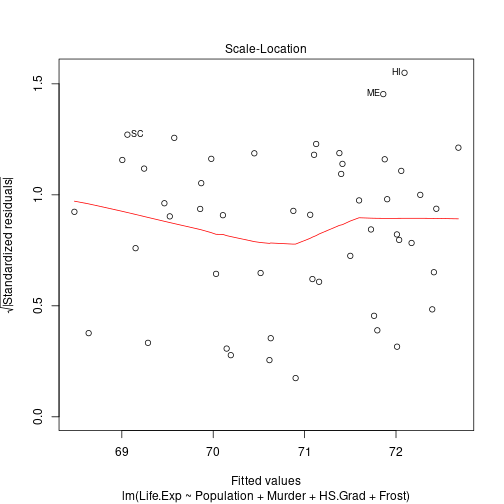 Scale-Location
HI
ME
SC
1.5
1.0
0.5
0.0
√|Standardized residuals|
69 70 71 72
Fitted values
lm(Life.Exp ~ Population + Murder + HS.Grad + Frost)